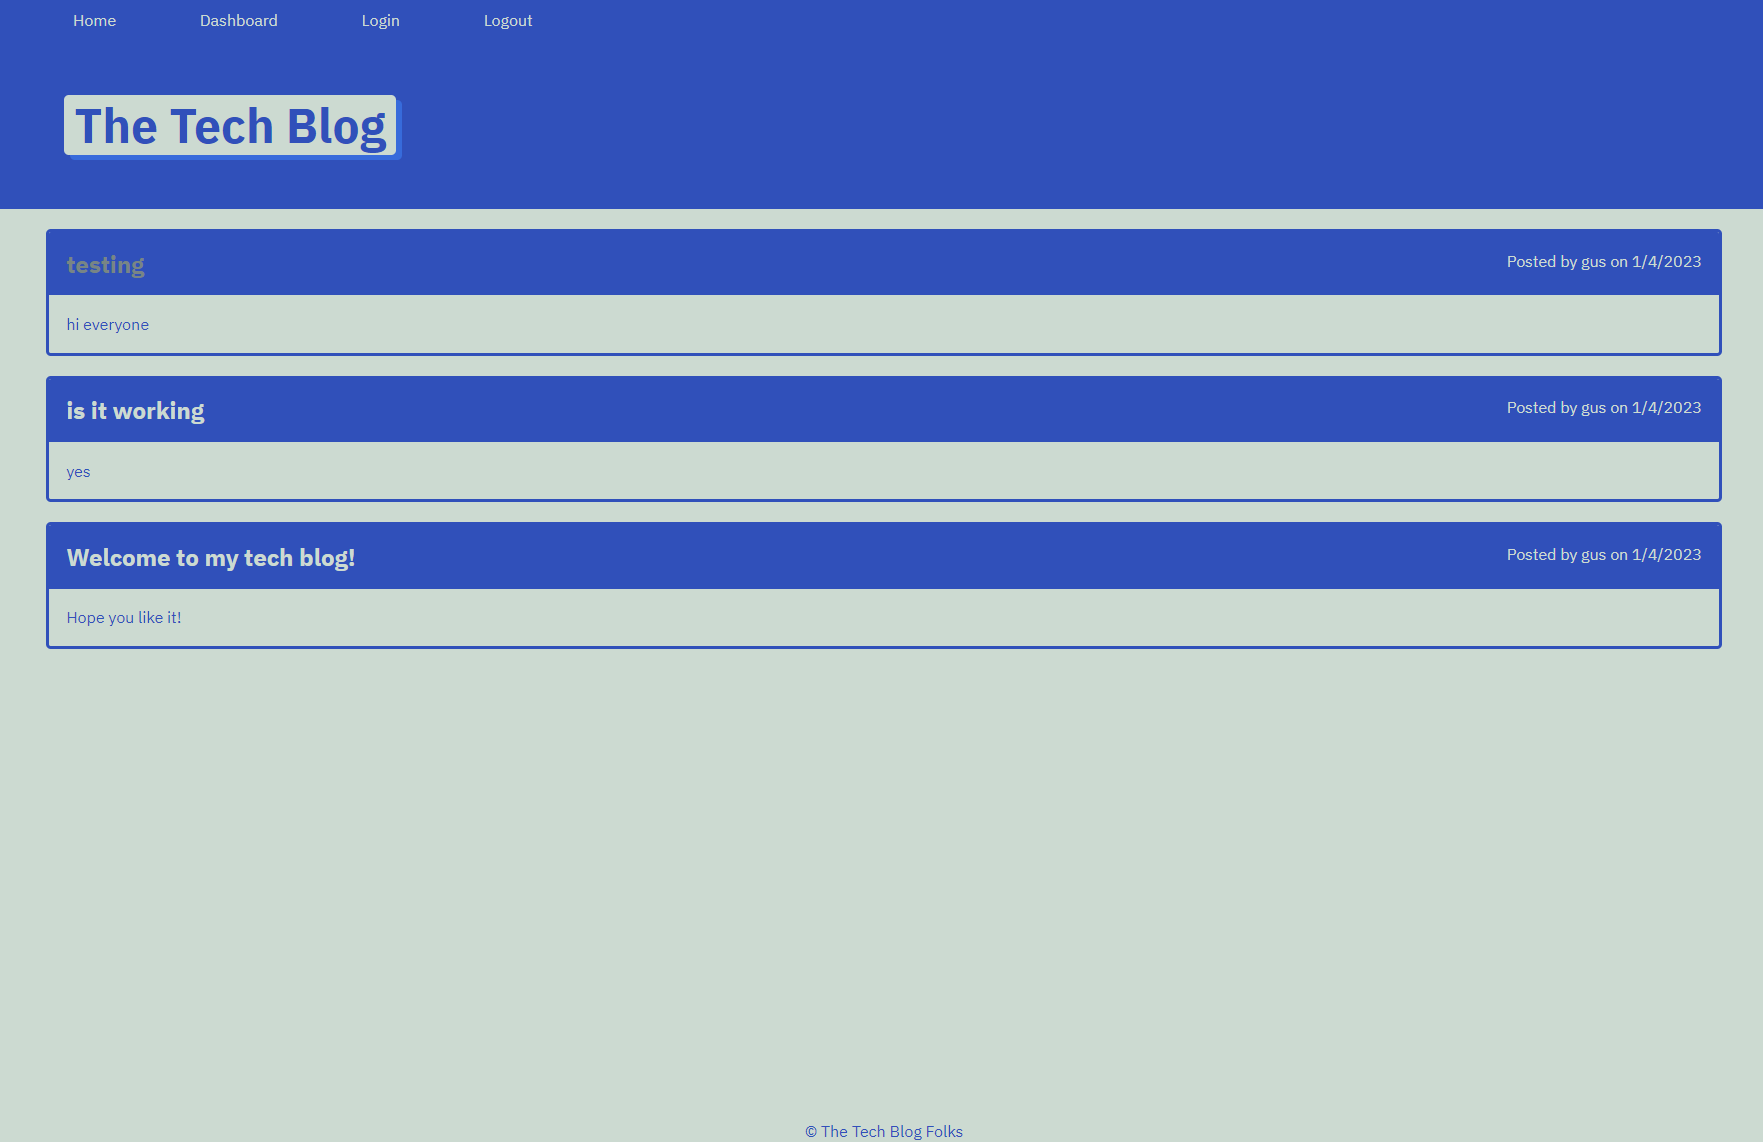 Home Dashboard Login Logout
The Tech Blog
testing Posted by gus on 1/4/2023
hi everyone
is it working Posted by gus on 1/4/2023
yes
Welcome to my tech blog! Posted by gus on 1/4/2023
Hope you like it!
© The Tech Blog Folks